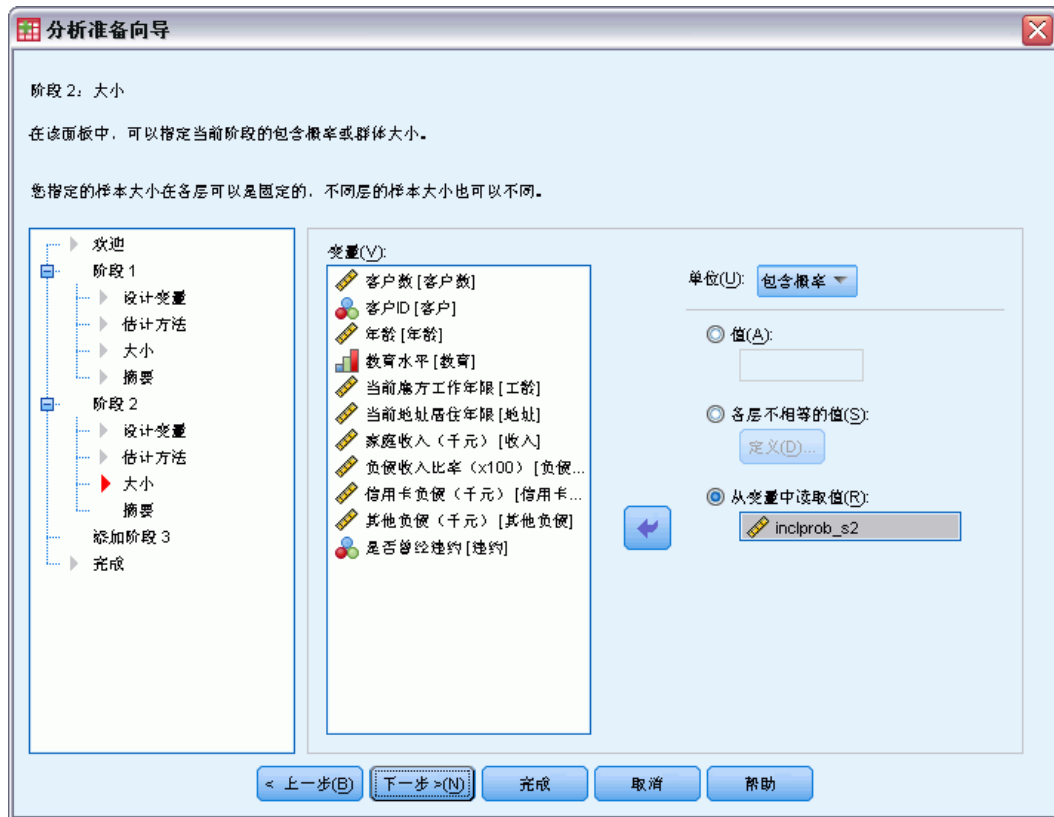 分析准备向导
阶段 2：大小
在该面板中，可以指定当前阶段的包含概率或群体大小。
您指定的样本大小在各层可以是固定的，不同层的样本大小也可以不同。
欢迎
阶段 1
设计变量
估计方法
大小
摘要
阶段 2
设计变量
估计方法
大小
摘要
添加阶段 3
完成
变量(V):
客户数 [客户数]
客户ID [客户]
年龄 [年龄]
教育水平 [教育]
当前雇方工作年限 [工龄]
当前地址居住年限 [地址]
家庭收入（千元） [收入]
负债收入比率（x100） [负债...
信用卡负债（千元） [信用卡...
其他负债（千元） [其他负债]
是否曾经违约 [违约]
单位(U): 包含概率
值(A):
各层不相等的值(S):
定义(D)...
从变量中读取值(R):
inclprob_s2
< 上一步(B) 下一步 >(N) 完成 取消 帮助